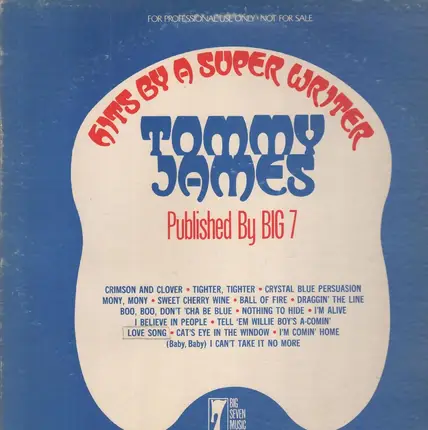 FOR PROFESSIONAL USE ONLY • NOT FOR SALE
HITS BY A SUPER WRITER
TOMMY
JAMES
Published By BIG 7
CRIMSON AND CLOVER • TIGHTER, TIGHTER • CRYSTAL BLUE PERSUASION
MONY, MONY • SWEET CHERRY WINE • BALL OF FIRE • DRAGGIN' THE LINE
BOO, BOO, DON'T 'CHA BE BLUE • NOTHING TO HIDE • I'M ALIVE
I BELIEVE IN PEOPLE • TELL 'EM WILLIE BOY'S A-COMIN'
LOVE SONG • CAT'S EYE IN THE WINDOW • I'M COMIN' HOME
(Baby, Baby) I CAN'T TAKE IT NO MORE
7
BIG
SEVEN
MUSIC